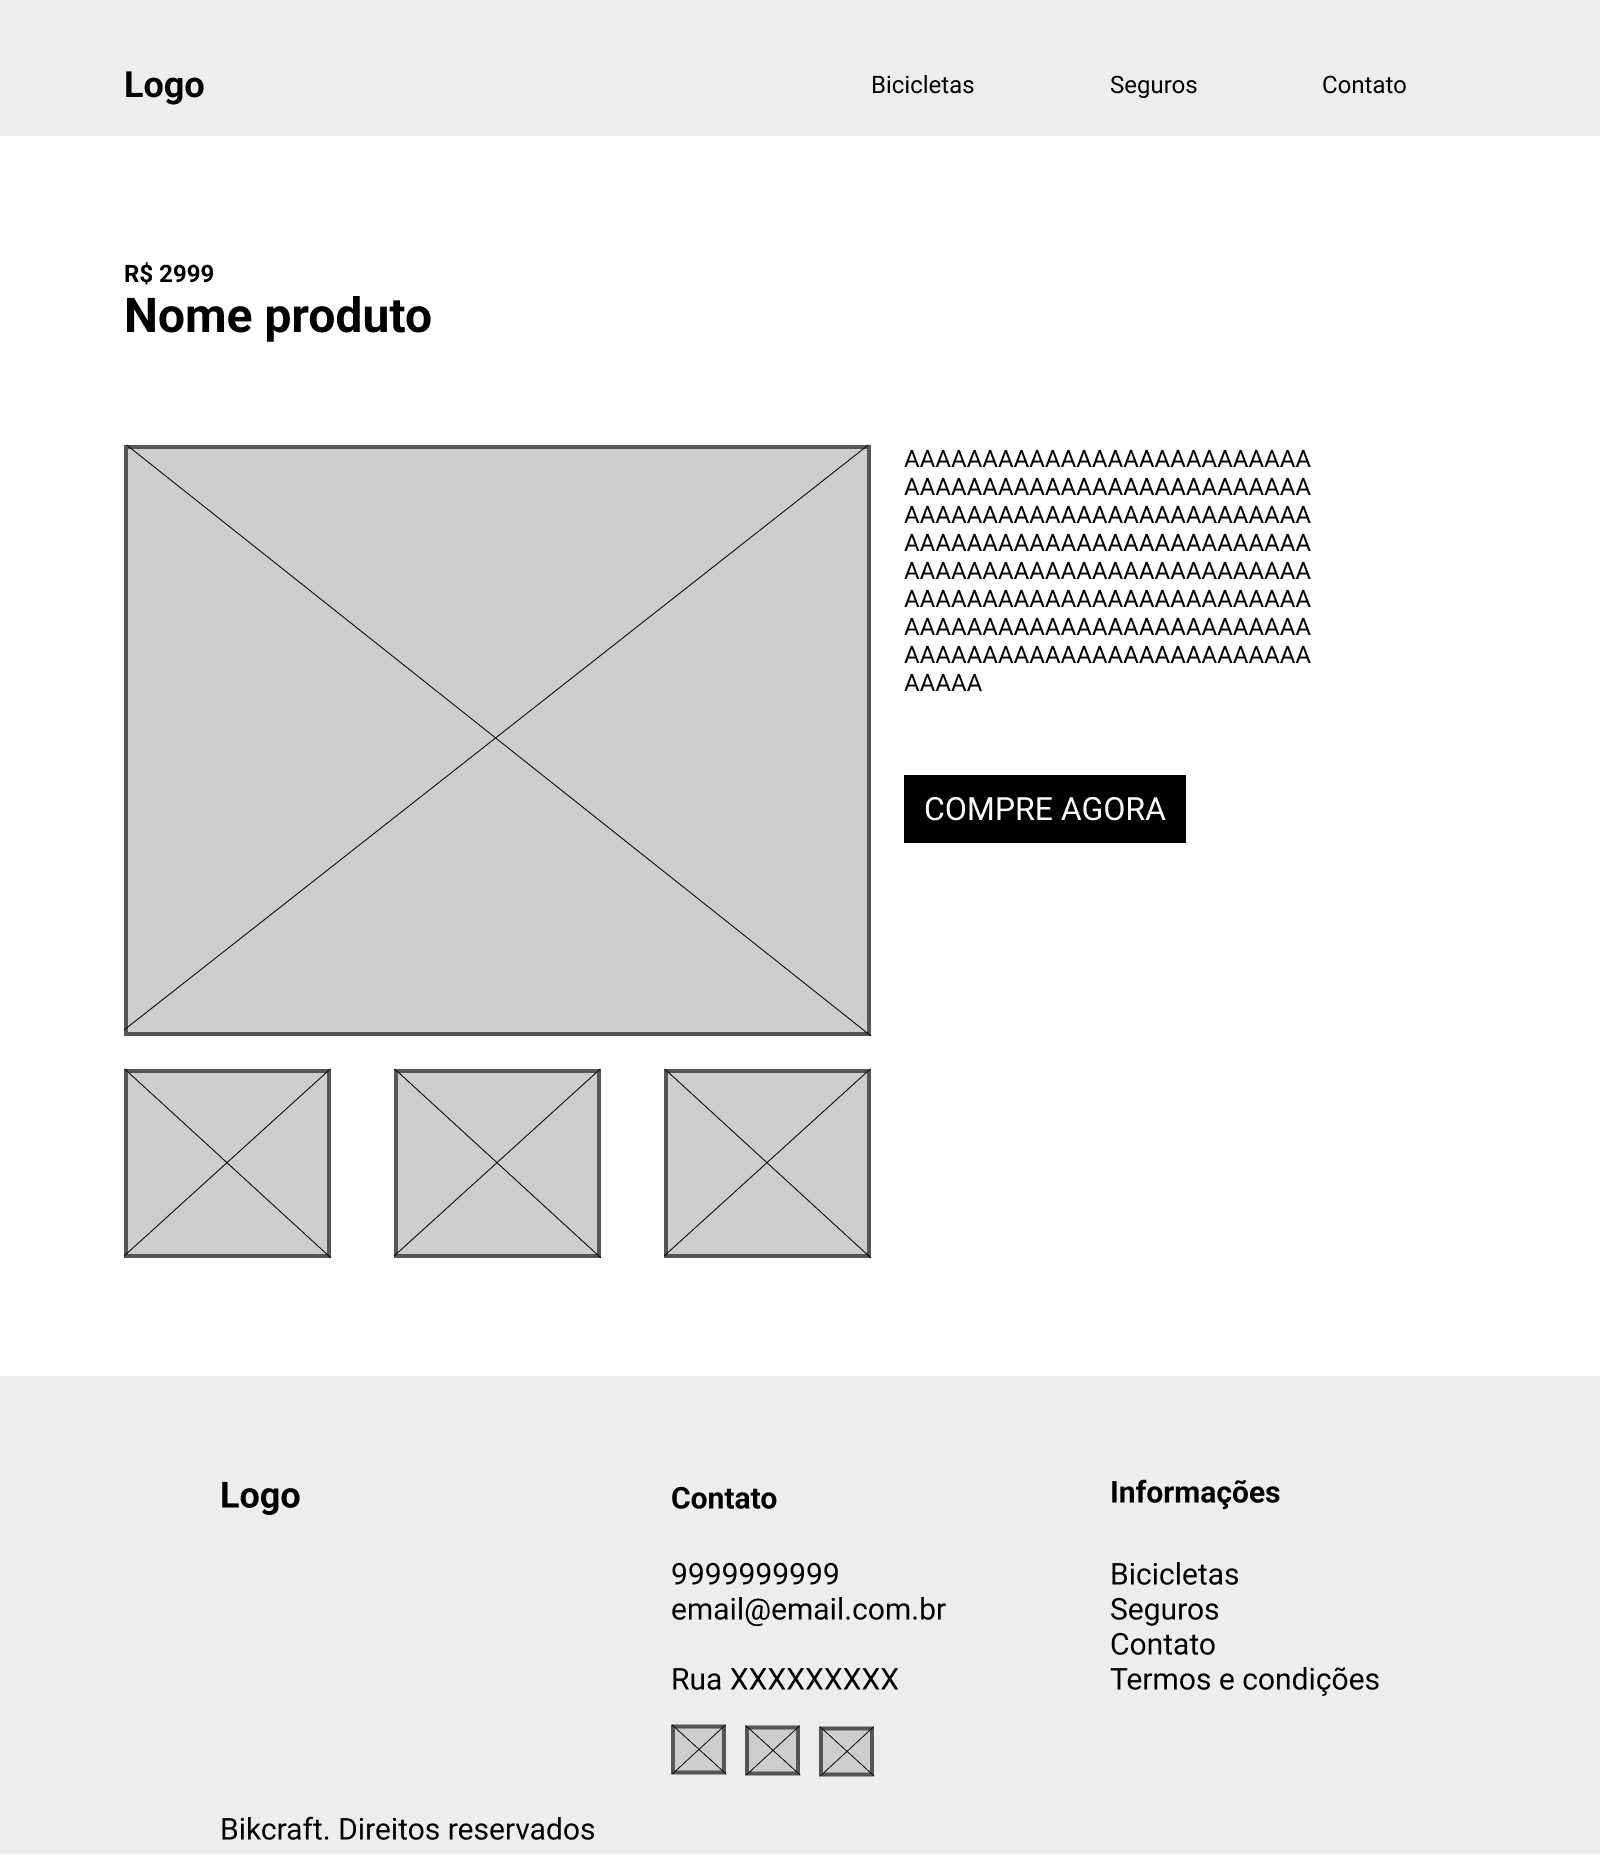 Logo
Bicicletas Seguros Contato
R$ 2999
Nome produto
AAAAAAAAAAAAAAAAAAAAAAAAAA
AAAAAAAAAAAAAAAAAAAAAAAAAA
AAAAAAAAAAAAAAAAAAAAAAAAAA
AAAAAAAAAAAAAAAAAAAAAAAAAA
AAAAAAAAAAAAAAAAAAAAAAAAAA
AAAAAAAAAAAAAAAAAAAAAAAAAA
AAAAAAAAAAAAAAAAAAAAAAAAAA
AAAAAAAAAAAAAAAAAAAAAAAAAA
AAAAA
COMPRE AGORA
Logo
Contato
9999999999
email@email.com.br
Rua XXXXXXXXX
Informações
Bicicletas
Seguros
Contato
Termos e condições
Bikcraft. Direitos reservados